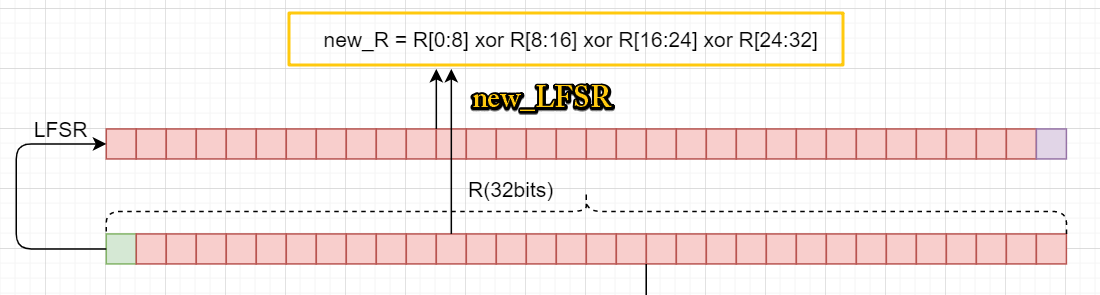 new_R = R[0:8] xor R[8:16] xor R[16:24] xor R[24:32]
new_LFSR
LFSR
R(32bits)